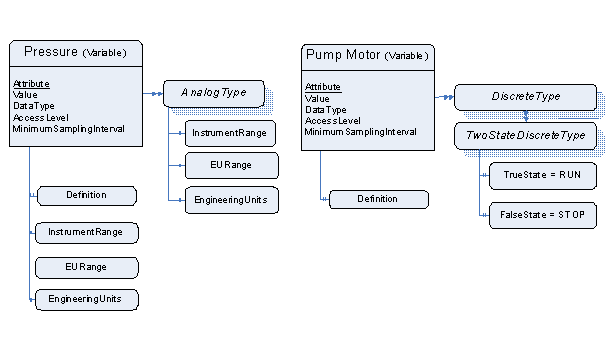 Pressure (Variable)
Attribute
Value
DataType
AccessLevel
MinimumSamplingInterval
Definition
InstrumentRange
EURange
EngineeringUnits
AnalogType
InstrumentRange
EURange
EngineeringUnits
Pump Motor (Variable)
Attribute
Value
DataType
AccessLevel
MinimumSamplingInterval
Definition
DiscreteType
TwoStateDiscreteType
TrueState = RUN
FalseState = STOP